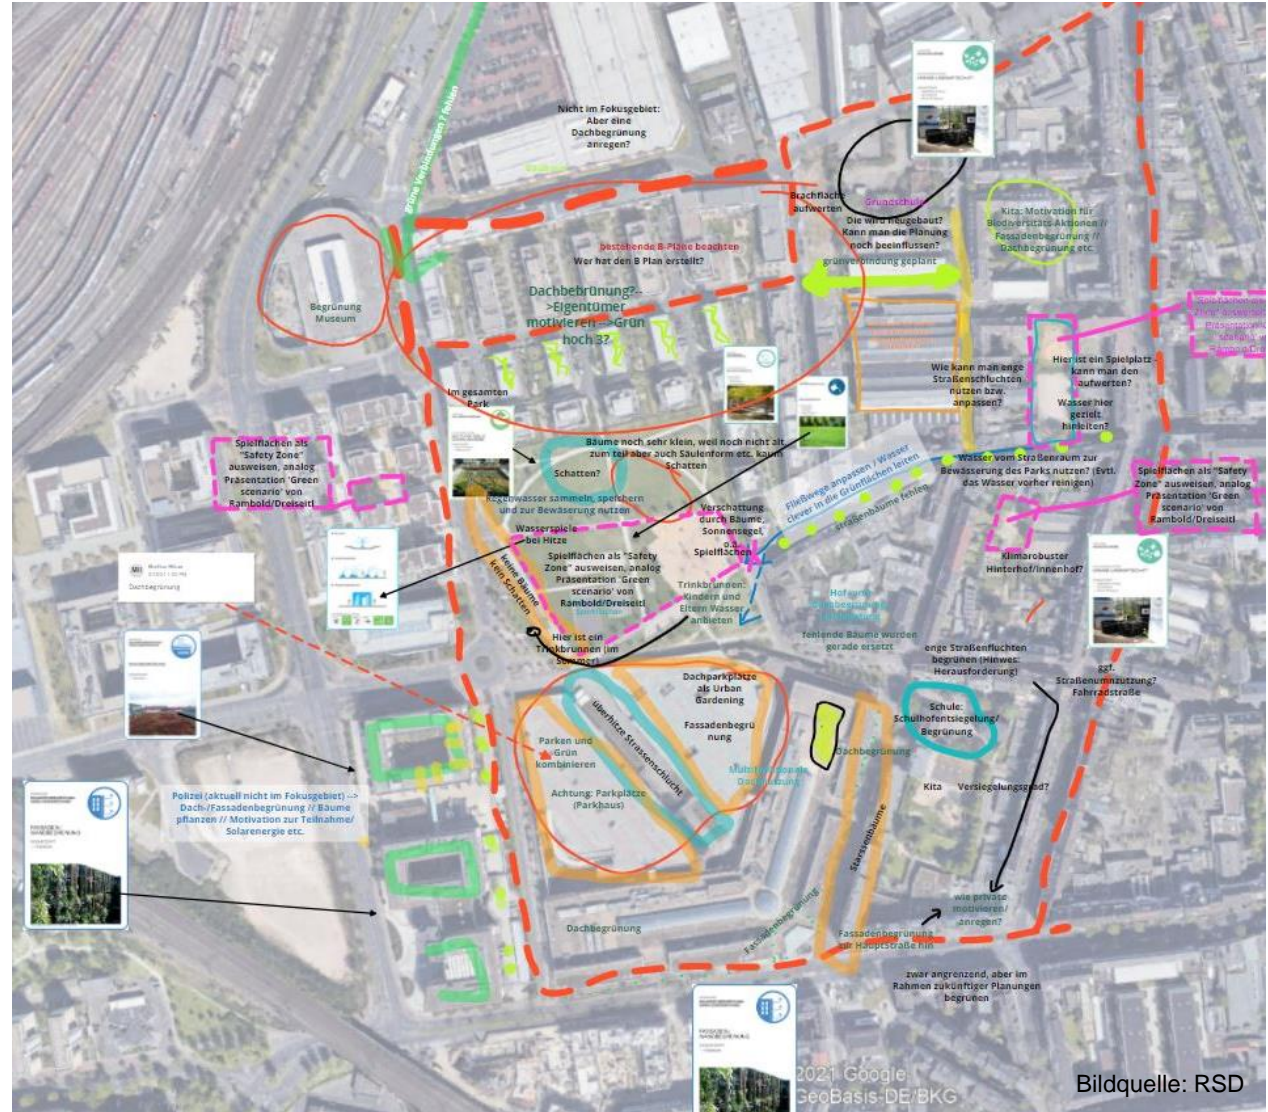 grüne Verbindungen ? fehlen
Nicht im Fokusgebiet:
Aber eine
Dachbegrünung
anregen?
Brachfläche
aufwerten
Grundschule
Die wird neugebaut?
Kann man die Planung
noch beeinflussen?
grünverbindung geplant
Kita: Motivation für
Biodiversitäts-Aktionen //
Fassadenbegrünung //
Dachbegrünung etc.
bestehende B-Pläne beachten
Wer hat den B Plan erstellt?
Dachbebrünung?--
>Eigentümer
motivieren -->Grün
hoch 3?
Begrünung
Museum
Im gesamten
Park
Wie kann man enge
Straßenschluchten
nutzen bzw.
anpassen?
Hier ist ein Spielplatz -
kann man den
aufwerten?
Wasser hier
gezielt
hinleiten?
Spielflächen als
"Safety Zone"
ausweisen, analog
Präsentation 'Green
scenario' von
Rambold/Dreiseitl
Bäume noch sehr klein, weil noch nicht alt
zum teil aber auch Säulenform etc. kaum
Schatten
Schatten?
Regenwasser sammeln, speichern
und zur Bewäserung nutzen
Wasserspiele
bei Hitze
Verschattung
durch Bäume,
Sonnensegel,
o.ä.
Spielflächen
Fließwege anpassen / Wasser
clever in die Grünflächen leiten
straßenbäume fehlen
Wasser vom Straßenraum zur
Bewässerung des Parks nutzen? (Evtl.
das Wasser vorher reinigen)
Spielflächen als "Safety
Zone" ausweisen, analog
Präsentation 'Green
scenario' von
Rambold/Dreiseitl
Klimarobuster
Hinterhof/Innenhof?
keine Bäume
kein Schatten
Spielflächen als "Safety
Zone" ausweisen, analog
Präsentation 'Green
scenario' von
Rambold/Dreiseitl
Trinkbrunnen:
Kindern und
Eltern Wasser
anbieten
Hier ist ein
Trinkbrunnen (im
Sommer)
fehlende Bäume wurden
gerade ersetzt
Dachbegrünung
enge Straßenfluchten
begrünen (Hinweis:
Herausforderung)
ggf.
Straßenumnutzung?
Fahrradstraße
Dachparkplätze
als Urban
Gardening
Fassadenbegrü
nung
überhitze Strassenschlucht
Parken und
Grün
kombinieren
Achtung: Parkplätze
(Parkhaus)
Schule:
Schulhofentsiegelung/
Begrünung
Dachbegrünung
Kita
Versiegelungsgrad?
Polizei (aktuell nicht im Fokusgebiet) -->
Dach-/Fassadenbegrünung // Bäume
pflanzen // Motivation zur Teilnahme/
Solarenergie etc.
Starssenbäume
wie private
motivieren/
anregen?
Dachbegrünung
Fassadenbegrünung
Fassadenbegrünung
zur Hauptstraße hin
zwar angrenzend, aber im
Rahmen zukünftiger Planungen
begrünen
2021 Google
GeoBasis-DE/BKG
Bildquelle: RSD